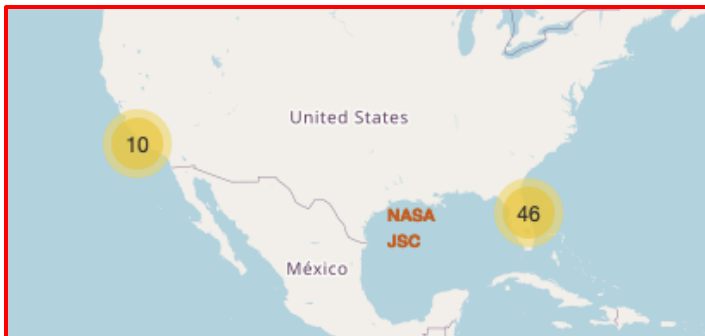 United States
10
NASA
JSC
46
México